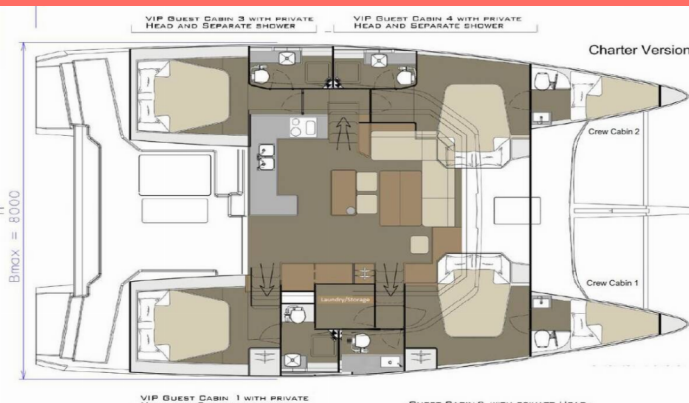 VIP GUEST CABIN 3 WITH PRIVATE
HEAD AND SEPARATE SHOWER
VIP GUEST CABIN 4 WITH PRIVATE
HEAD AND SEPARATE SHOWER
Charter Version
Crew Cabin 2
Bmax = 8000
Crew Cabin 1
Laundry/Storage
VIP GUEST CABIN 1 WITH PRIVATE